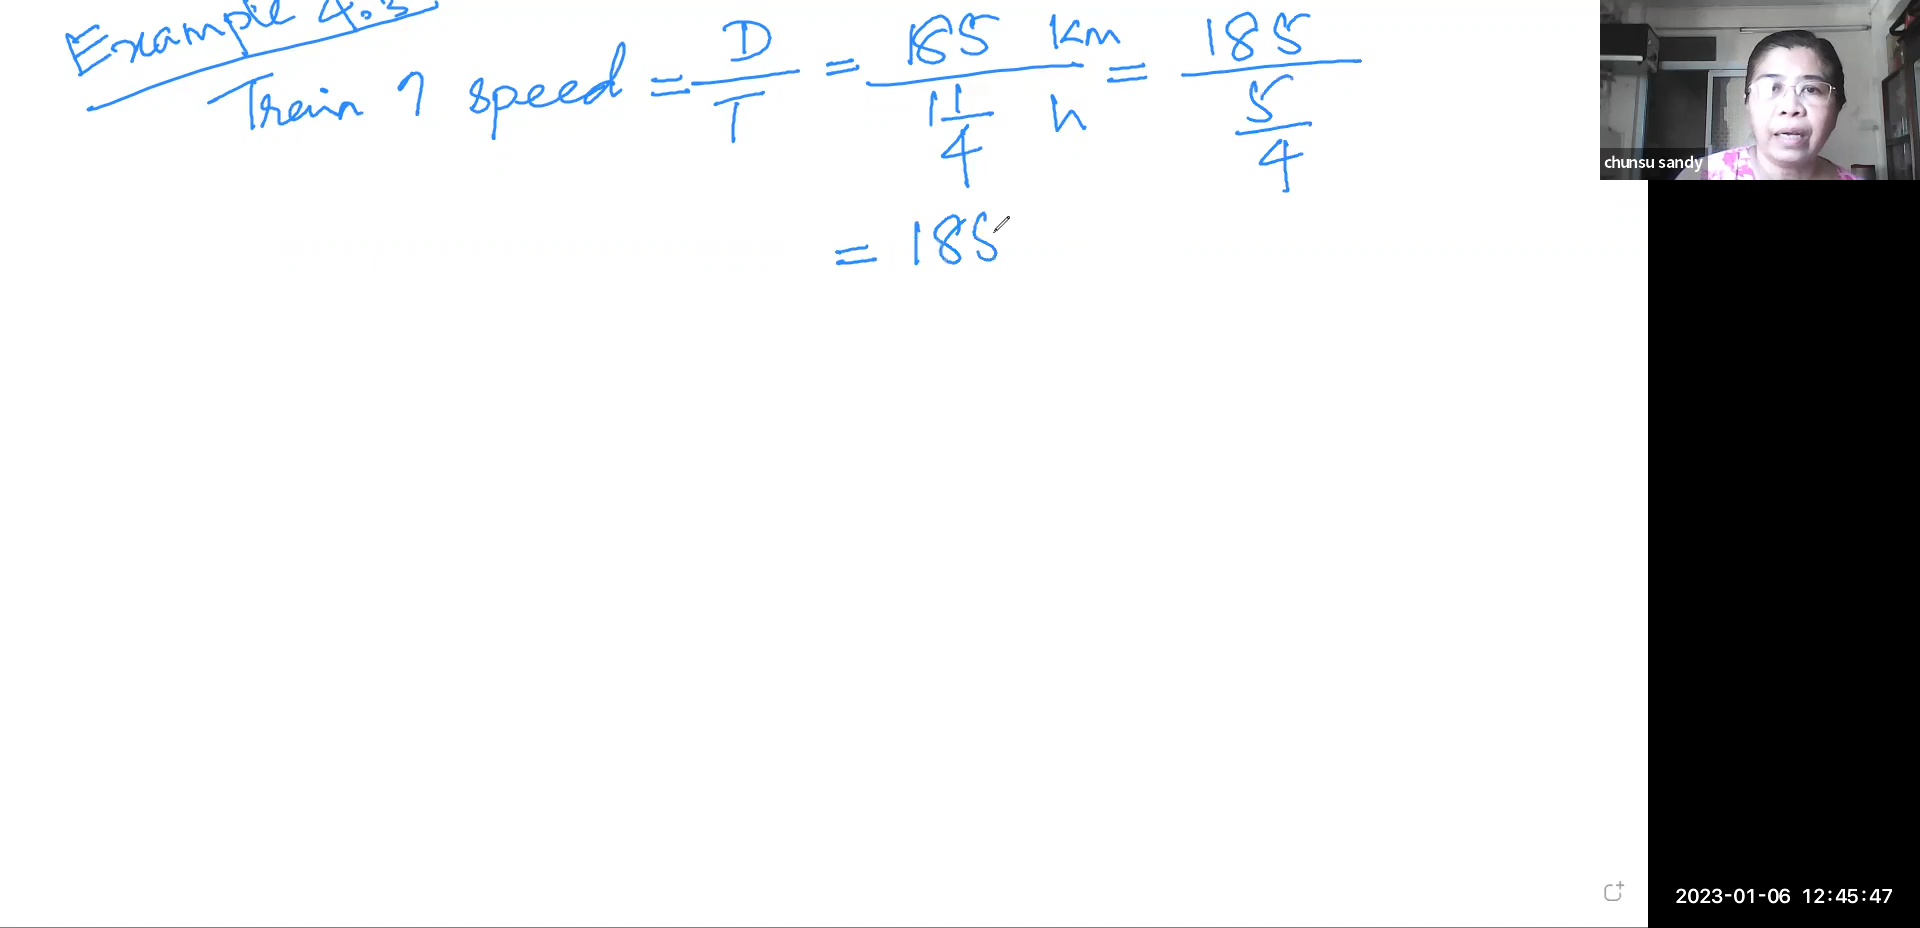 Example 4.3
Train ၏ speed = D/T = 185 km / 1 1/4 h = 185 / 5/4
= 185
chunsu sandy
2023-01-06 12:45:47